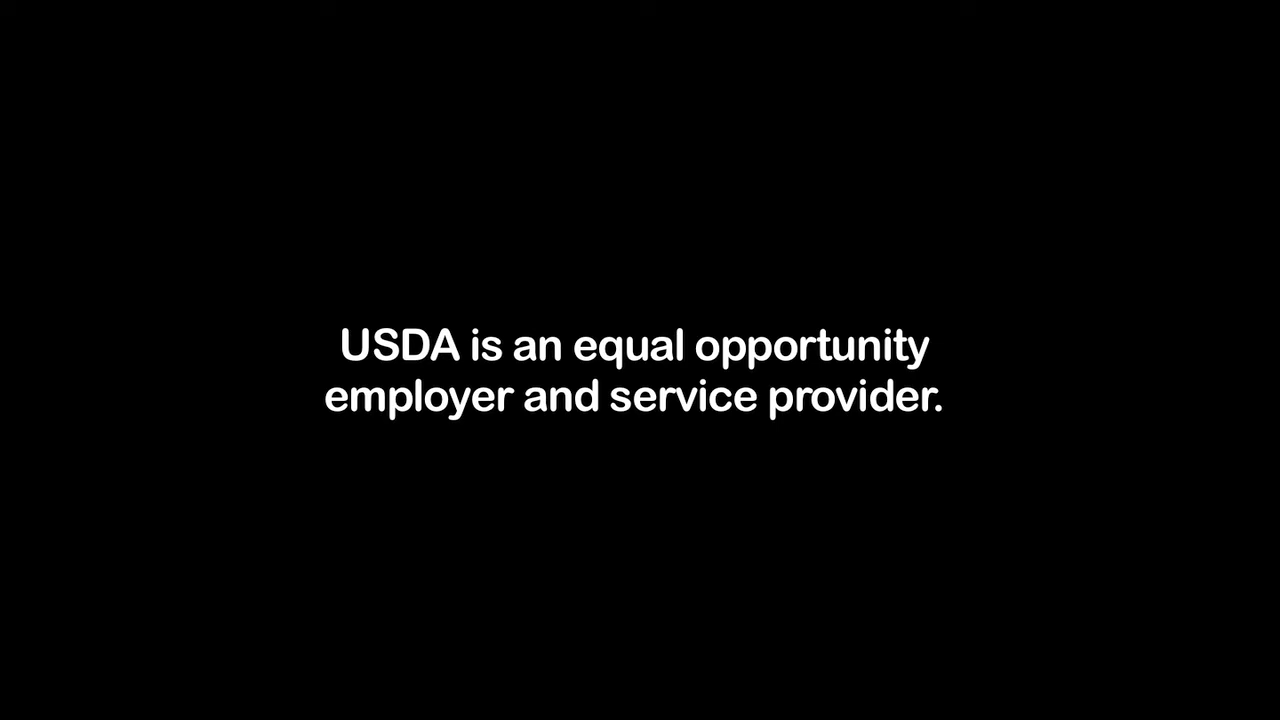 USDA is an equal opportunity
employer and service provider.